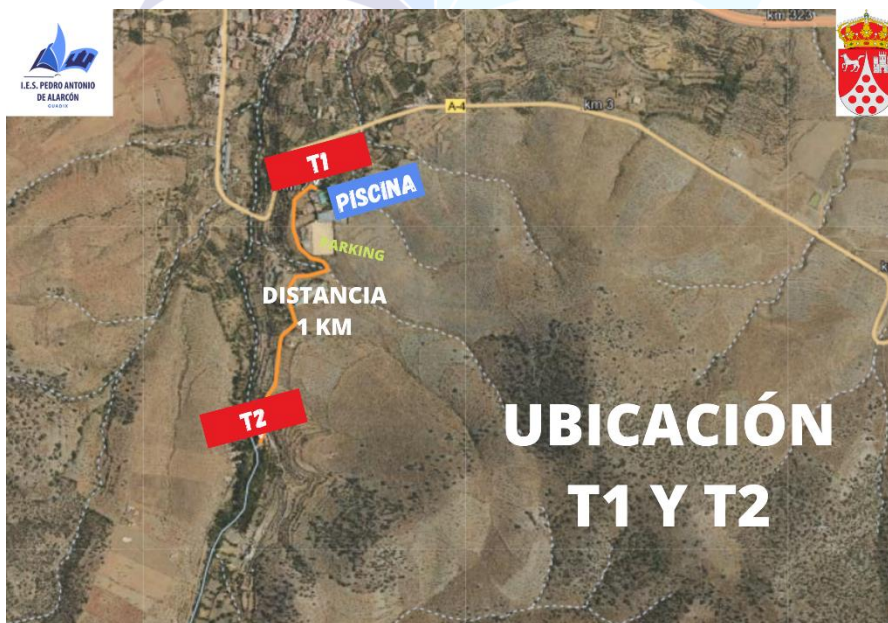 I.E.S. PEDRO ANTONIO
DE ALARCÓN
GUADIX
km 323
A-4
km 3
T1
PISCINA
PARKING
DISTANCIA
1 KM
T2
UBICACIÓN
T1 Y T2